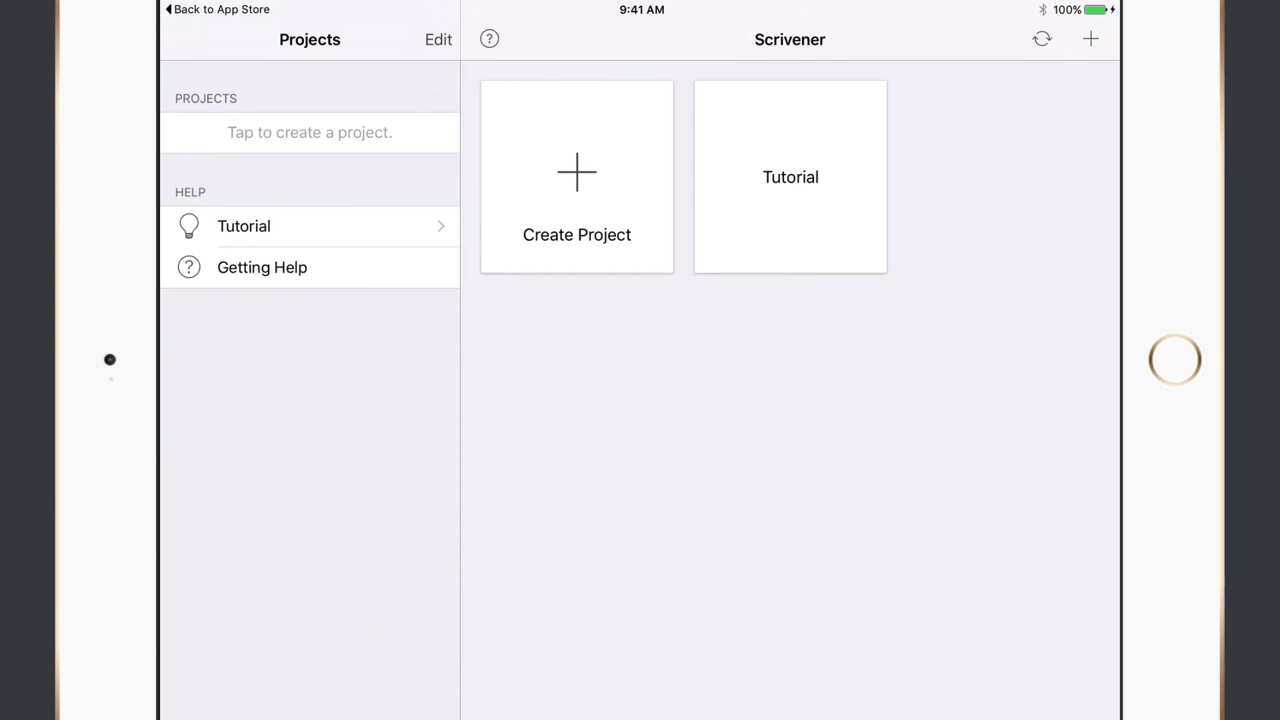 Back to App Store
9:41 AM
100%
Projects
Edit
Scrivener
PROJECTS
Tap to create a project.
HELP
Tutorial
Getting Help
Create Project
Tutorial